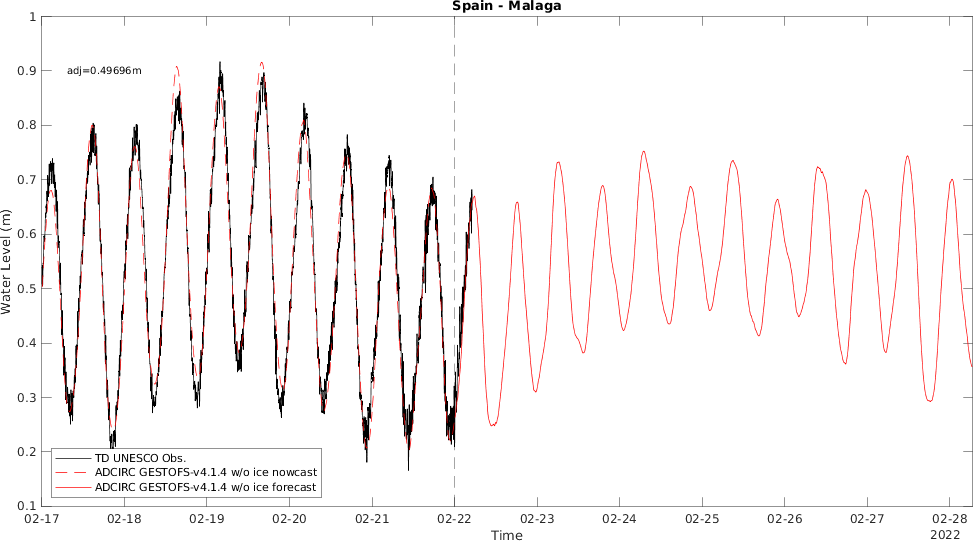 Spain - Malaga
1
0.9
0.8
0.7
0.6
0.5
0.4
0.3
0.2
0.1
Water Level (m)
adj=0.49696m
TD UNESCO Obs.
ADCIRC GESTOFS-v4.1.4 w/o ice nowcast
ADCIRC GESTOFS-v4.1.4 w/o ice forecast
02-17 02-18 02-19 02-20 02-21 02-22 02-23 02-24 02-25 02-26 02-27 02-28
Time
2022